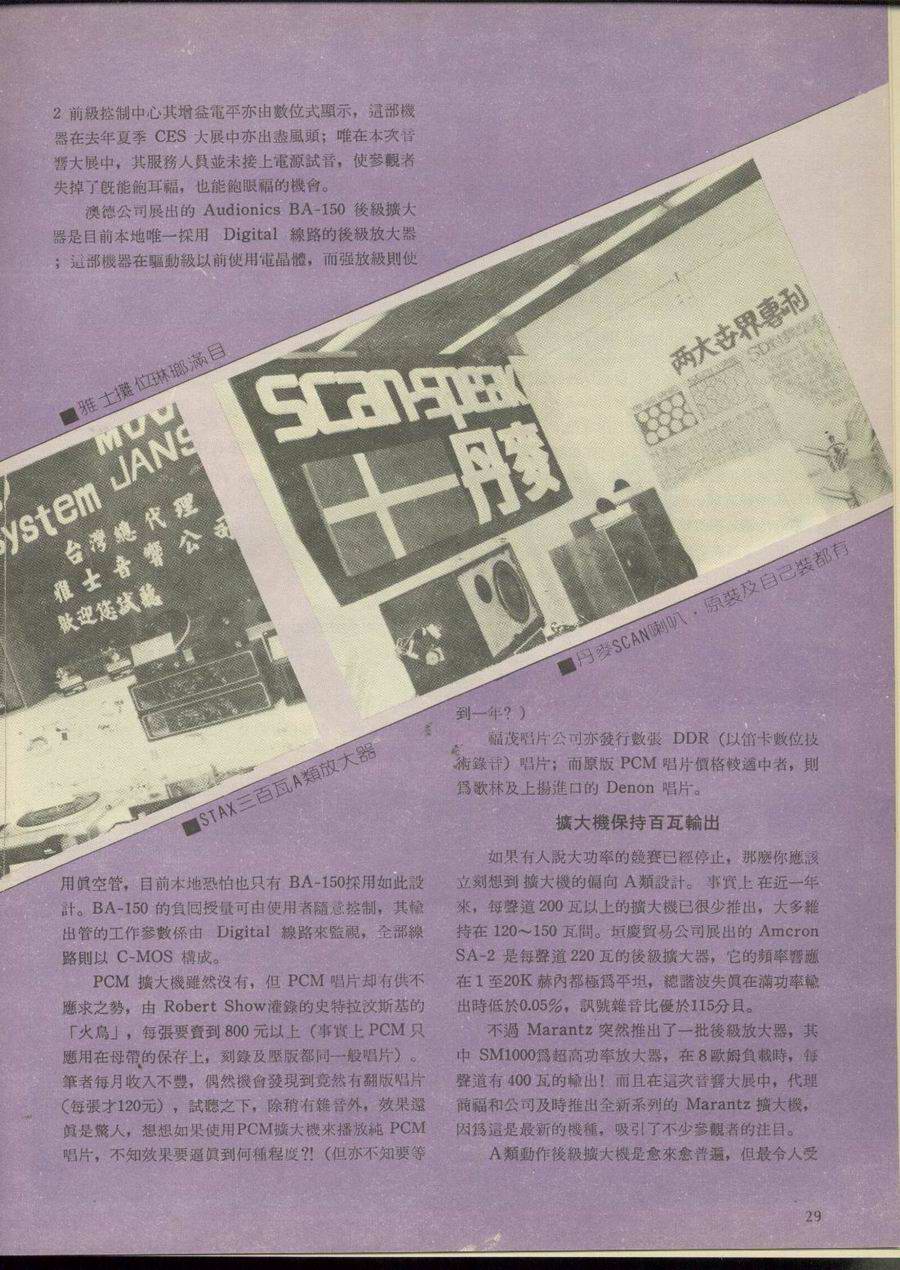 2 前級控制中心其增益電平亦由數位式顯示，這部機
器在去年夏季 CES 大展中亦出盡風頭；唯在本次音
響大展中，其服務人員並未接上電源試音，使參觀者
失掉了旣能飽耳福，也能飽眼福的機會。
澳德公司展出的 Audionics BA-150 後級擴大
器是目前本地唯一採用 Digital 線路的後級放大器
；這部機器在驅動級以前使用電晶體，而强放級則使
■雅士攤位琳瑯滿目
system JANS
台灣總代理
雅士音響公司
歡迎您試聽
scan-speak
丹麥
两大世界專刊
■丹麥SCAN喇叭，原裝及自己裝都有
■STAX三百瓦A類放大器
用眞空管，目前本地恐怕也只有 BA-150採用如此設
計。BA-150 的負回授量可由使用者隨意控制，其輸
出管的工作參數係由 Digital 線路來監視，全部線
路則以 C-MOS 構成。
PCM 擴大機雖然沒有，但 PCM 唱片却有供不
應求之勢，由 Robert Show灌錄的史特拉汶斯基的
「火鳥」，每張要賣到 800 元以上（事實上 PCM 只
應用在母帶的保存上，刻錄及壓版都同一般唱片）。
筆者每月收入不豐，偶然機會發現到竟然有翻版唱片
（每張才120元），試聽之下，除稍有雜音外，效果還
眞是驚人，想想如果使用PCM擴大機來播放純 PCM
唱片，不知效果要逼眞到何種程度?!（但亦不知要等
到一年？）
福茂唱片公司亦發行數張 DDR（以笛卡數位技
術錄音）唱片；而原版 PCM 唱片價格較適中者，則
爲歌林及上揚進口的 Denon 唱片。
擴大機保持百瓦輸出
如果有人說大功率的競賽已經停止，那麼你應該
立刻想到擴大機的偏向 A類設計。事實上在近一年
來，每聲道 200 瓦以上的擴大機已很少推出，大多維
持在 120～150 瓦間。垣慶貿易公司展出的 Amcron
SA-2 是每聲道 220 瓦的後級擴大器，它的頻率響應
在 1 至20K 赫內都極爲平坦，總諧波失眞在滿功率輸
出時低於0.05%，訊號雜音比優於115分貝。
不過 Marantz 突然推出了一批後級放大器，其
中 SM1000爲超高功率放大器，在 8 歐姆負載時，每
聲道有 400 瓦的輸出！而且在這次音響大展中，代理
商福和公司及時推出全新系列的 Marantz 擴大機，
因爲這是最新的機種，吸引了不少參觀者的注目。
A類動作後級擴大機是愈來愈普遍，但最令人受
29